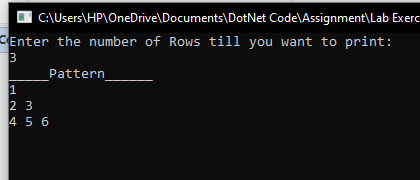 C:\Users\HP\OneDrive\Documents\DotNet Code\Assignment\Lab Exerc
Enter the number of Rows till you want to print:
3
_____Pattern______
1
2 3
4 5 6